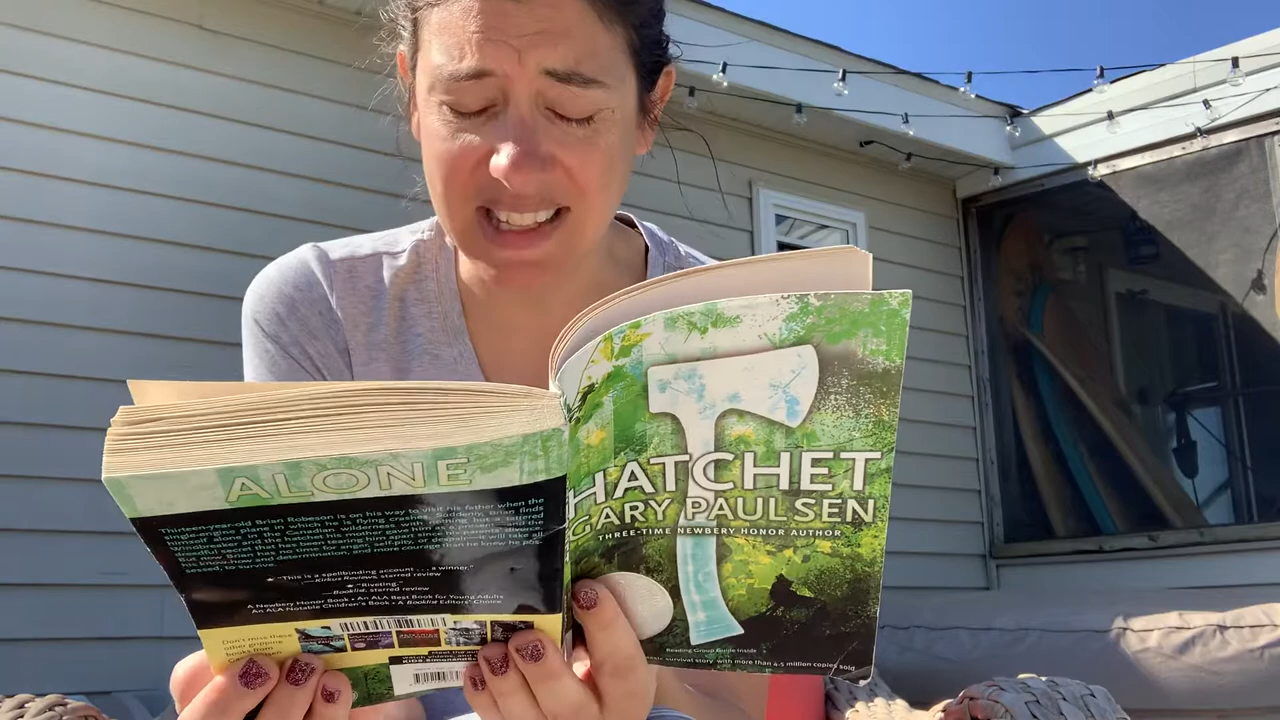 ALONE
Thirteen-year-old Brian Robeson is on his way to visit his father when the
single-engine plane in which he is flying crashes. Suddenly, Brian finds
himself alone in the Canadian wilderness with nothing but a tattered
Windbreaker and the hatchet his mother gave him as a present—and the
dreadful secret that has been tearing him apart since his parents' divorce.
But now Brian has no time for anger, self-pity, or despair—it will take all
his know-how and determination, and more courage than he knew he pos-
sessed, to survive.
★ "This is a spellbinding account . . . a winner."
—Kirkus Reviews, starred review
★ "Riveting."
—Booklist, starred review
A Newbery Honor Book • An ALA Best Book for Young Adults
An ALA Notable Children's Book • A Booklist Editors' Choice
Don't miss these
other gripping
books from
Meet the
watch videos, and
HATCHET
GARY PAULSEN
THREE-TIME NEWBERY HONOR AUTHOR
Reading Group Guide Inside
survival story with more than 4.5 million copies sold